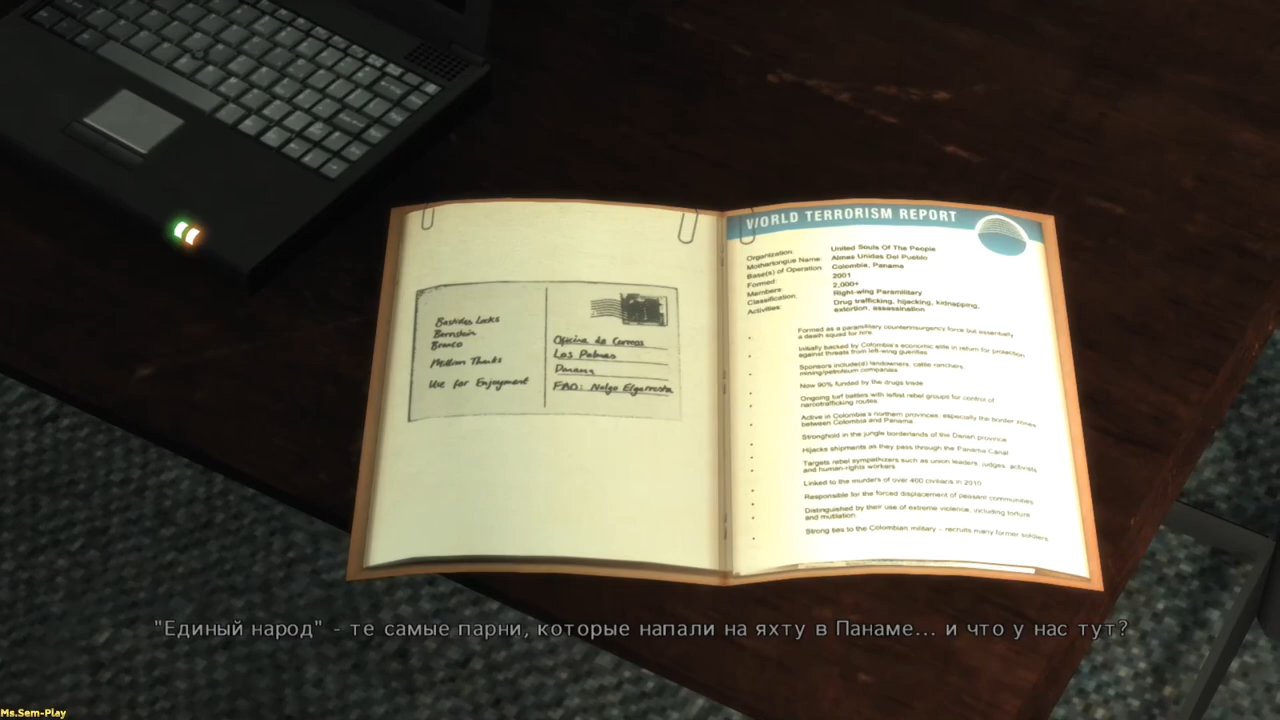 Bastides Locks
Bernstein
Branco
Million Thanks
Use for Enjoyment
Oficina de Correos
Las Palmas
Panama
FAO: Nelgo Elgarresta
WORLD TERRORISM REPORT
Organization: United Souls Of The People
Mothertongue Name: Almas Unidas Del Pueblo
Base(s) of Operation: Colombia, Panama
Formed: 2001
Members: 2,000+
Classification: Right-wing Paramilitary
Activities: Drug trafficking, hijacking, kidnapping,
extortion, assassination
Formed as a paramilitary counterinsurgency force but essentially
a death squad for hire
Initially backed by Colombia's economic elite in return for protection
against threats from left-wing guerillas
Sponsors include(s) landowners, cattle ranchers,
mining/petroleum companies
Now 90% funded by the drugs trade
Ongoing turf battles with leftist rebel groups for control of
narcotrafficking routes
Active in Colombia's northern provinces, especially the border zones
between Colombia and Panama
Stronghold in the jungle borderlands of the Darien province
Hijacks shipments as they pass through the Panama Canal
Targets rebel sympathizers such as union leaders, judges, activists,
and human-rights workers
Linked to the murders of over 400 civilians in 2010
Responsible for the forced displacement of peasant communities
Distinguished by their use of extreme violence, including torture
and mutilation
Strong ties to the Colombian military – recruits many former soldiers
"Единый народ" - те самые парни, которые напали на яхту в Панаме... и что у нас тут?
Ms.Sem-Play